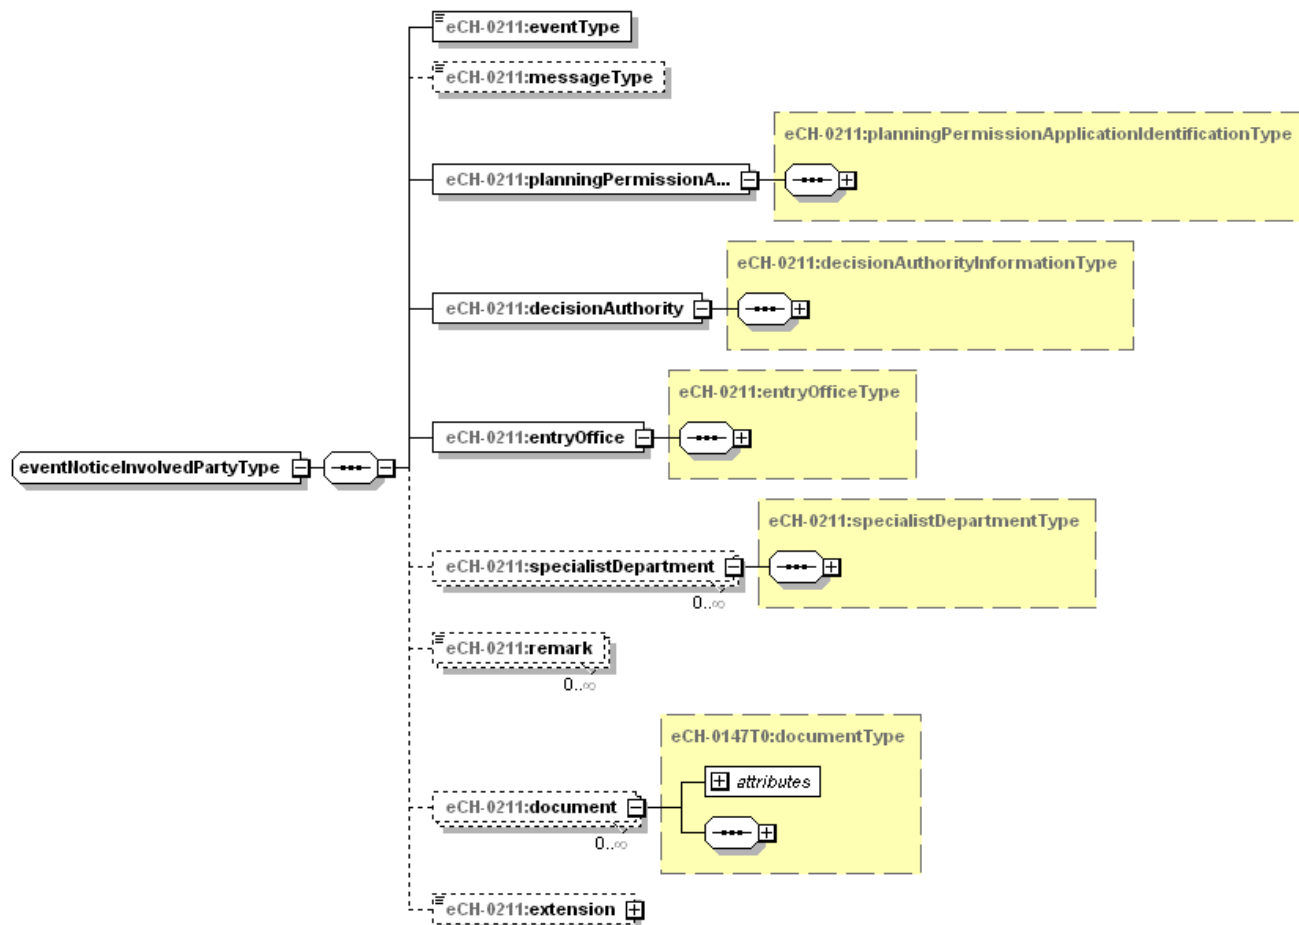 eCH-0211:eventType
eCH-0211:messageType
eCH-0211:planningPermissionApplicationIdentificationType
eCH-0211:planningPermissionA...
eCH-0211:decisionAuthorityInformationType
eCH-0211:decisionAuthority
eCH-0211:entryOfficeType
eCH-0211:entryOffice
eventNoticeInvolvedPartyType
eCH-0211:specialistDepartmentType
eCH-0211:specialistDepartment
0..∞
eCH-0211:remark
0..∞
eCH-0147T0:documentType
attributes
eCH-0211:document
0..∞
eCH-0211:extension